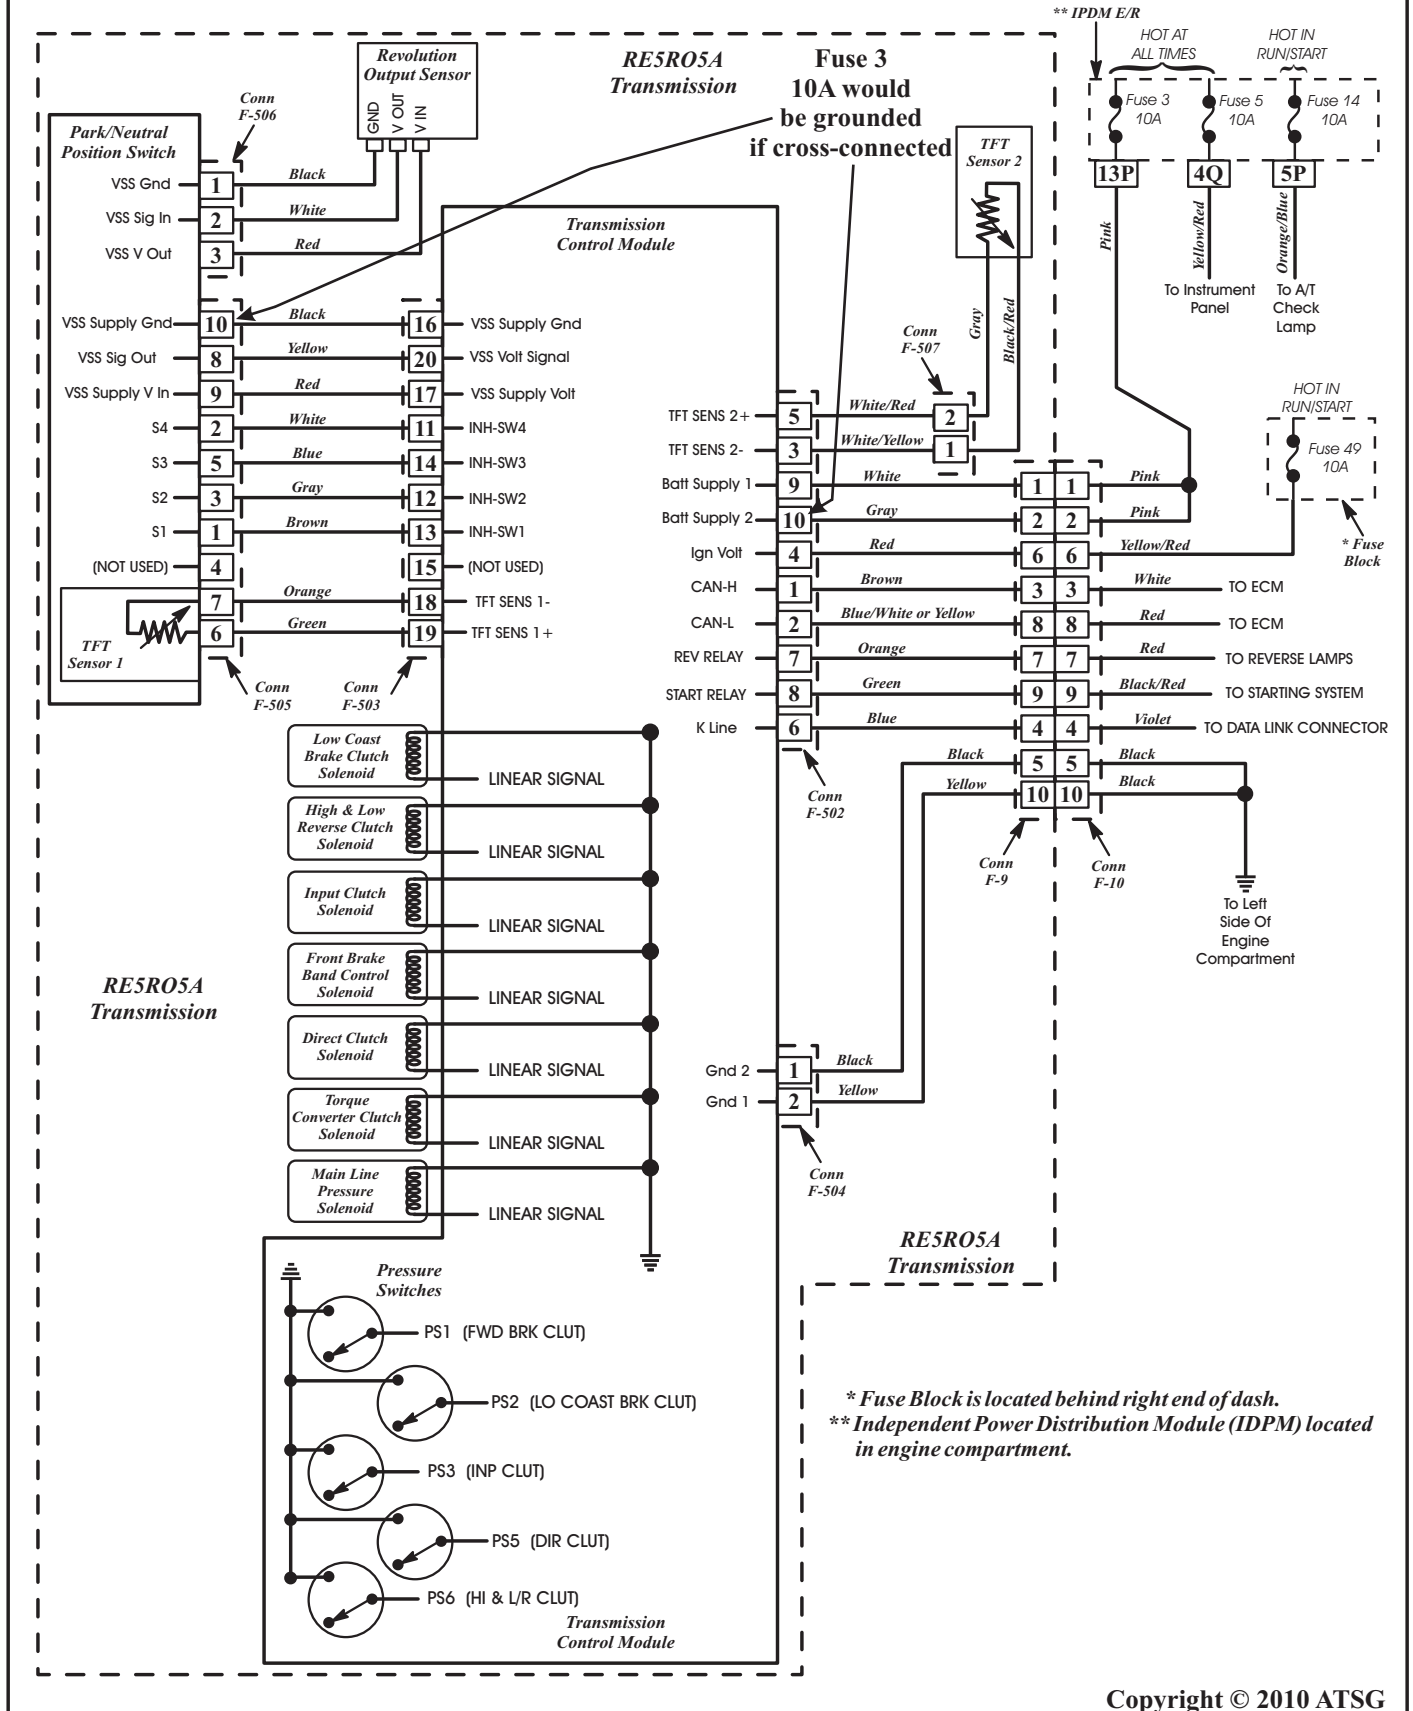 ** IPDM E/R
HOT AT
ALL TIMES
HOT IN
RUN/START
Fuse 3
10A
Fuse 5
10A
Fuse 14
10A
13P
4Q
5P
Pink
Yellow/Red
Orange/Blue
To Instrument
Panel
To A/T
Check
Lamp
RE5RO5A
Transmission
Fuse 3
10A would
be grounded
if cross-connected
Revolution
Output Sensor
GND
V OUT
V IN
Conn
F-506
Park/Neutral
Position Switch
VSS Gnd
1
Black
VSS Sig In
2
White
VSS V Out
3
Red
Transmission
Control Module
TFT
Sensor 2
Gray
Black/Red
Conn
F-507
VSS Supply Gnd
10
Black
16
VSS Supply Gnd
VSS Sig Out
8
Yellow
20
VSS Volt Signal
VSS Supply V In
9
Red
17
VSS Supply Volt
S4
2
White
11
INH-SW4
S3
5
Blue
14
INH-SW3
S2
3
Gray
12
INH-SW2
S1
1
Brown
13
INH-SW1
(NOT USED)
4
15
(NOT USED)
7
Orange
18
TFT SENS 1-
6
Green
19
TFT SENS 1+
TFT
Sensor 1
Conn
F-505
Conn
F-503
TFT SENS 2+
5
White/Red
2
TFT SENS 2-
3
White/Yellow
1
Batt Supply 1
9
White
1
1
Pink
Batt Supply 2
10
Gray
2
2
Pink
Ign Volt
4
Red
6
6
Yellow/Red
CAN-H
1
Brown
3
3
White
TO ECM
CAN-L
2
Blue/White or Yellow
8
8
Red
TO ECM
REV RELAY
7
Orange
7
7
Red
TO REVERSE LAMPS
START RELAY
8
Green
9
9
Black/Red
TO STARTING SYSTEM
K Line
6
Blue
4
4
Violet
TO DATA LINK CONNECTOR
Black
5
5
Black
Yellow
10
10
Black
HOT IN
RUN/START
Fuse 49
10A
* Fuse
Block
Conn
F-502
Conn
F-9
Conn
F-10
To Left
Side Of
Engine
Compartment
Low Coast
Brake Clutch
Solenoid
LINEAR SIGNAL
High & Low
Reverse Clutch
Solenoid
LINEAR SIGNAL
Input Clutch
Solenoid
LINEAR SIGNAL
Front Brake
Band Control
Solenoid
LINEAR SIGNAL
Direct Clutch
Solenoid
LINEAR SIGNAL
Torque
Converter Clutch
Solenoid
LINEAR SIGNAL
Main Line
Pressure
Solenoid
LINEAR SIGNAL
RE5RO5A
Transmission
Gnd 2
1
Black
Gnd 1
2
Yellow
Conn
F-504
RE5RO5A
Transmission
Pressure
Switches
PS1 (FWD BRK CLUT)
PS2 (LO COAST BRK CLUT)
PS3 (INP CLUT)
PS5 (DIR CLUT)
PS6 (HI & L/R CLUT)
Transmission
Control Module
* Fuse Block is located behind right end of dash.
** Independent Power Distribution Module (IDPM) located
in engine compartment.
Copyright © 2010 ATSG